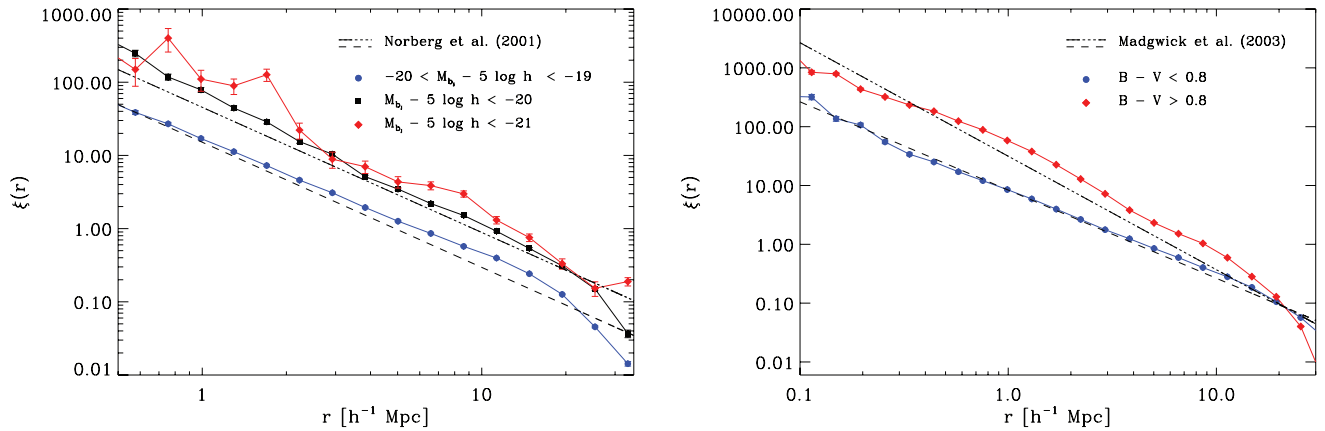 1000.00
100.00
10.00
1.00
0.10
0.01
ξ(r)
Norberg et al. (2001)
-20 < M_bJ - 5 log h < -19
M_bJ - 5 log h < -20
M_bJ - 5 log h < -21
1
10
r [h⁻¹ Mpc]
10000.00
1000.00
100.00
10.00
1.00
0.10
0.01
ξ(r)
Madgwick et al. (2003)
B - V < 0.8
B - V > 0.8
0.1
1.0
10.0
r [h⁻¹ Mpc]